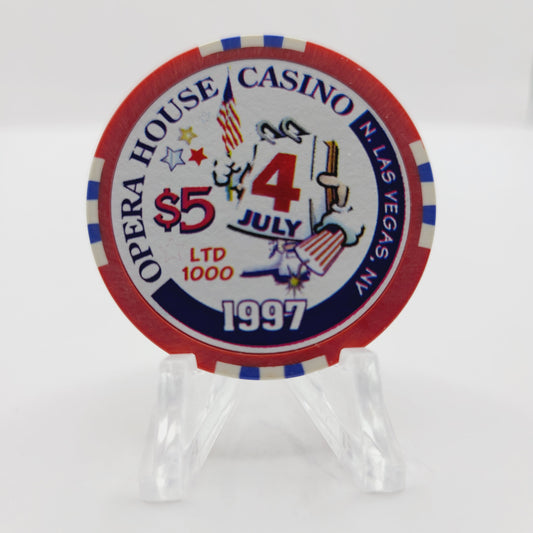 OPERA HOUSE CASINO
N. LAS VEGAS, NV
4
JULY
$5
LTD
1000
1997